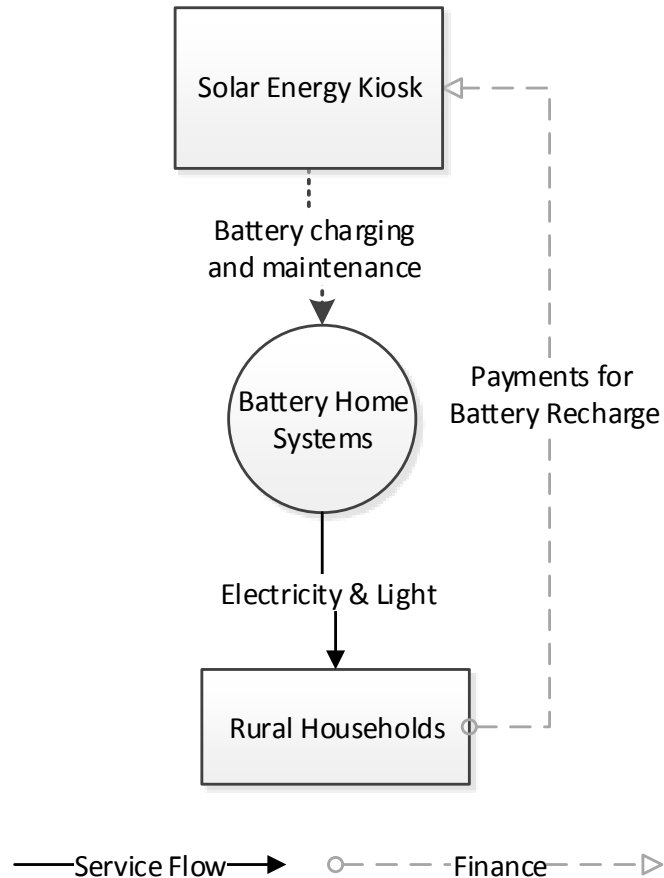 Solar Energy Kiosk
Battery charging
and maintenance
Battery Home
Systems
Payments for
Battery Recharge
Electricity & Light
Rural Households
Service Flow
Finance